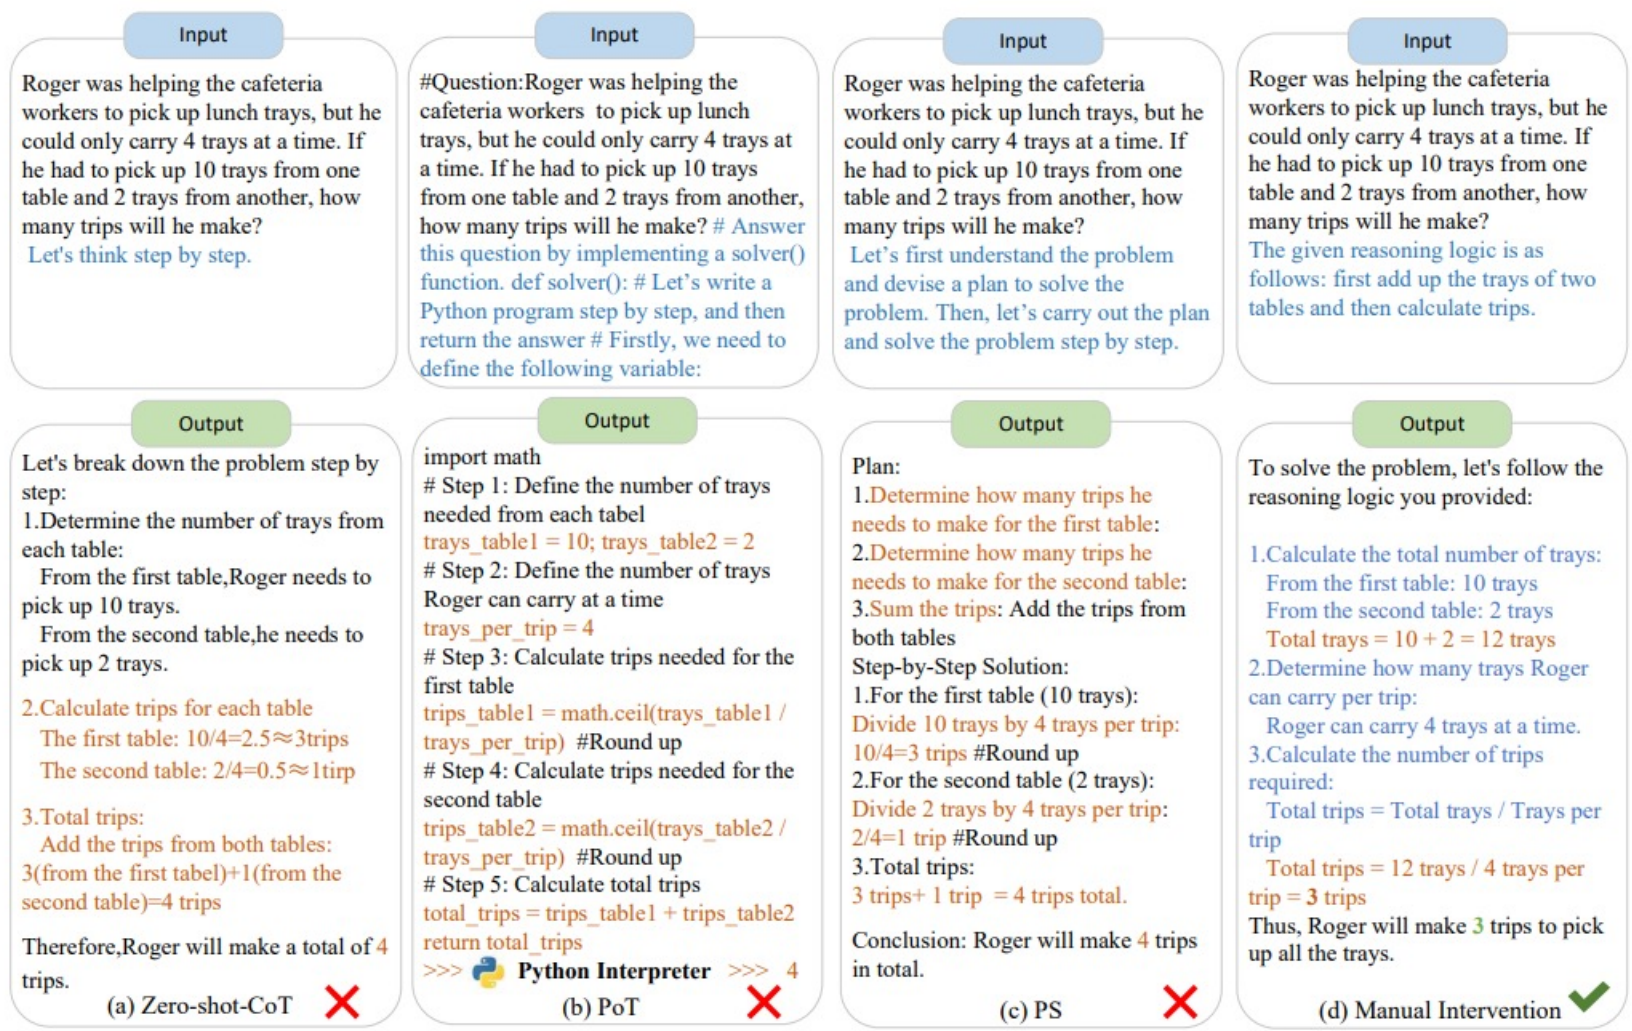 Input
Roger was helping the cafeteria
workers to pick up lunch trays, but he
could only carry 4 trays at a time. If
he had to pick up 10 trays from one
table and 2 trays from another, how
many trips will he make?
Let's think step by step.
Output
Let's break down the problem step by
step:
1.Determine the number of trays from
each table:
From the first table,Roger needs to
pick up 10 trays.
From the second table,he needs to
pick up 2 trays.
2.Calculate trips for each table
The first table: 10/4=2.5≈3trips
The second table: 2/4=0.5≈1tirp
3.Total trips:
Add the trips from both tables:
3(from the first tabel)+1(from the
second table)=4 trips
Therefore,Roger will make a total of 4
trips.
(a) Zero-shot-CoT
Input
#Question:Roger was helping the
cafeteria workers to pick up lunch
trays, but he could only carry 4 trays at
a time. If he had to pick up 10 trays
from one table and 2 trays from another,
how many trips will he make? # Answer
this question by implementing a solver()
function. def solver(): # Let's write a
Python program step by step, and then
return the answer # Firstly, we need to
define the following variable:
Output
import math
# Step 1: Define the number of trays
needed from each tabel
trays_table1 = 10; trays_table2 = 2
# Step 2: Define the number of trays
Roger can carry at a time
trays_per_trip = 4
# Step 3: Calculate trips needed for the
first table
trips_table1 = math.ceil(trays_table1 /
trays_per_trip) #Round up
# Step 4: Calculate trips needed for the
second table
trips_table2 = math.ceil(trays_table2 /
trays_per_trip) #Round up
# Step 5: Calculate total trips
total_trips = trips_table1 + trips_table2
return total_trips
>>> Python Interpreter >>> 4
(b) PoT
Input
Roger was helping the cafeteria
workers to pick up lunch trays, but he
could only carry 4 trays at a time. If
he had to pick up 10 trays from one
table and 2 trays from another, how
many trips will he make?
Let's first understand the problem
and devise a plan to solve the
problem. Then, let's carry out the plan
and solve the problem step by step.
Output
Plan:
1.Determine how many trips he
needs to make for the first table:
2.Determine how many trips he
needs to make for the second table:
3.Sum the trips: Add the trips from
both tables
Step-by-Step Solution:
1.For the first table (10 trays):
Divide 10 trays by 4 trays per trip:
10/4=3 trips #Round up
2.For the second table (2 trays):
Divide 2 trays by 4 trays per trip:
2/4=1 trip #Round up
3.Total trips:
3 trips+ 1 trip = 4 trips total.
Conclusion: Roger will make 4 trips
in total.
(c) PS
Input
Roger was helping the cafeteria
workers to pick up lunch trays, but he
could only carry 4 trays at a time. If
he had to pick up 10 trays from one
table and 2 trays from another, how
many trips will he make?
The given reasoning logic is as
follows: first add up the trays of two
tables and then calculate trips.
Output
To solve the problem, let's follow the
reasoning logic you provided:
1.Calculate the total number of trays:
From the first table: 10 trays
From the second table: 2 trays
Total trays = 10 + 2 = 12 trays
2.Determine how many trays Roger
can carry per trip:
Roger can carry 4 trays at a time.
3.Calculate the number of trips
required:
Total trips = Total trays / Trays per
trip
Total trips = 12 trays / 4 trays per
trip = 3 trips
Thus, Roger will make 3 trips to pick
up all the trays.
(d) Manual Intervention